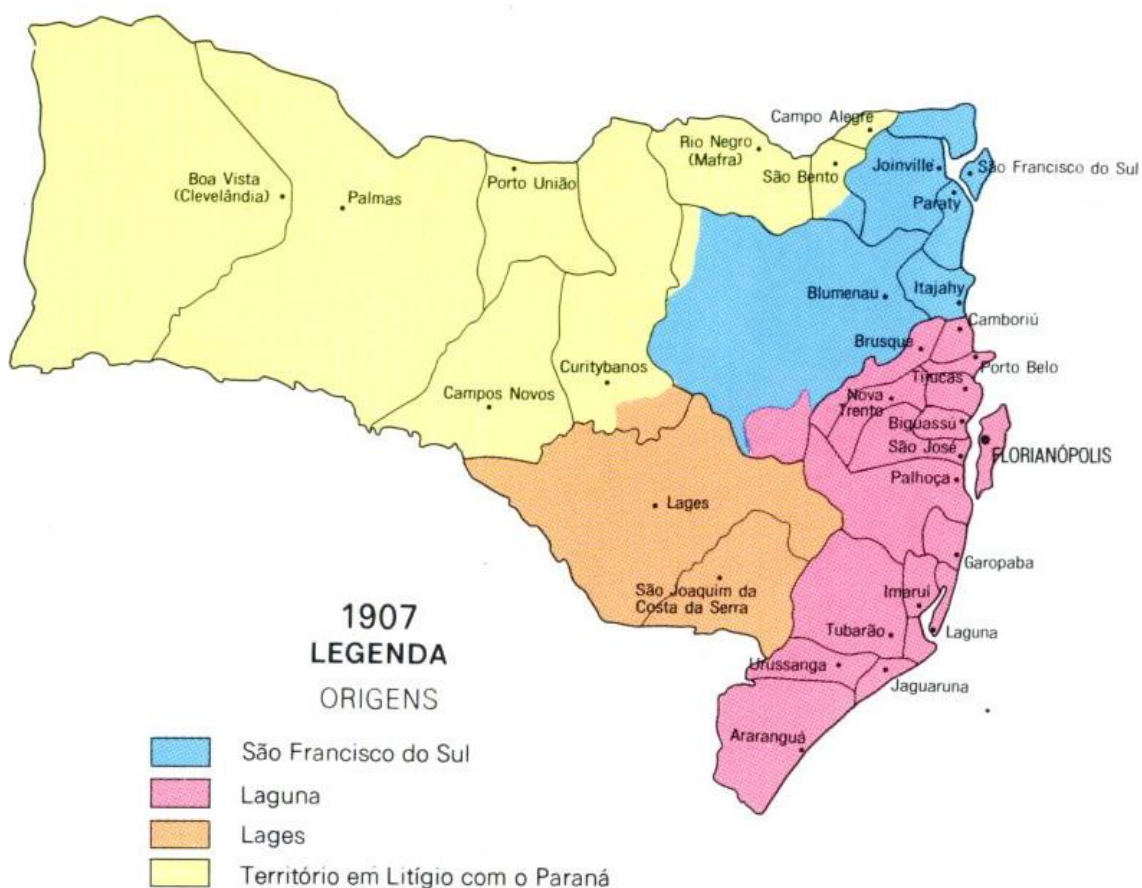 Campo Alegre
Rio Negro
(Mafra)
São Bento
Joinville
São Francisco do Sul
Paraty
Boa Vista
(Clevelândia)
Palmas
Porto União
Blumenau
Itajahy
Camboriú
Brusque
Porto Belo
Tijucas
Curitybanos
Campos Novos
Nova
Trento
Biguassú
São José
FLORIANÓPOLIS
Palhoça
Lages
Garopaba
São Joaquim da
Costa da Serra
Imaruí
Tubarão
Laguna
Urussanga
Jaguaruna
Araranguá
1907
LEGENDA
ORIGENS
São Francisco do Sul
Laguna
Lages
Território em Litígio com o Paraná